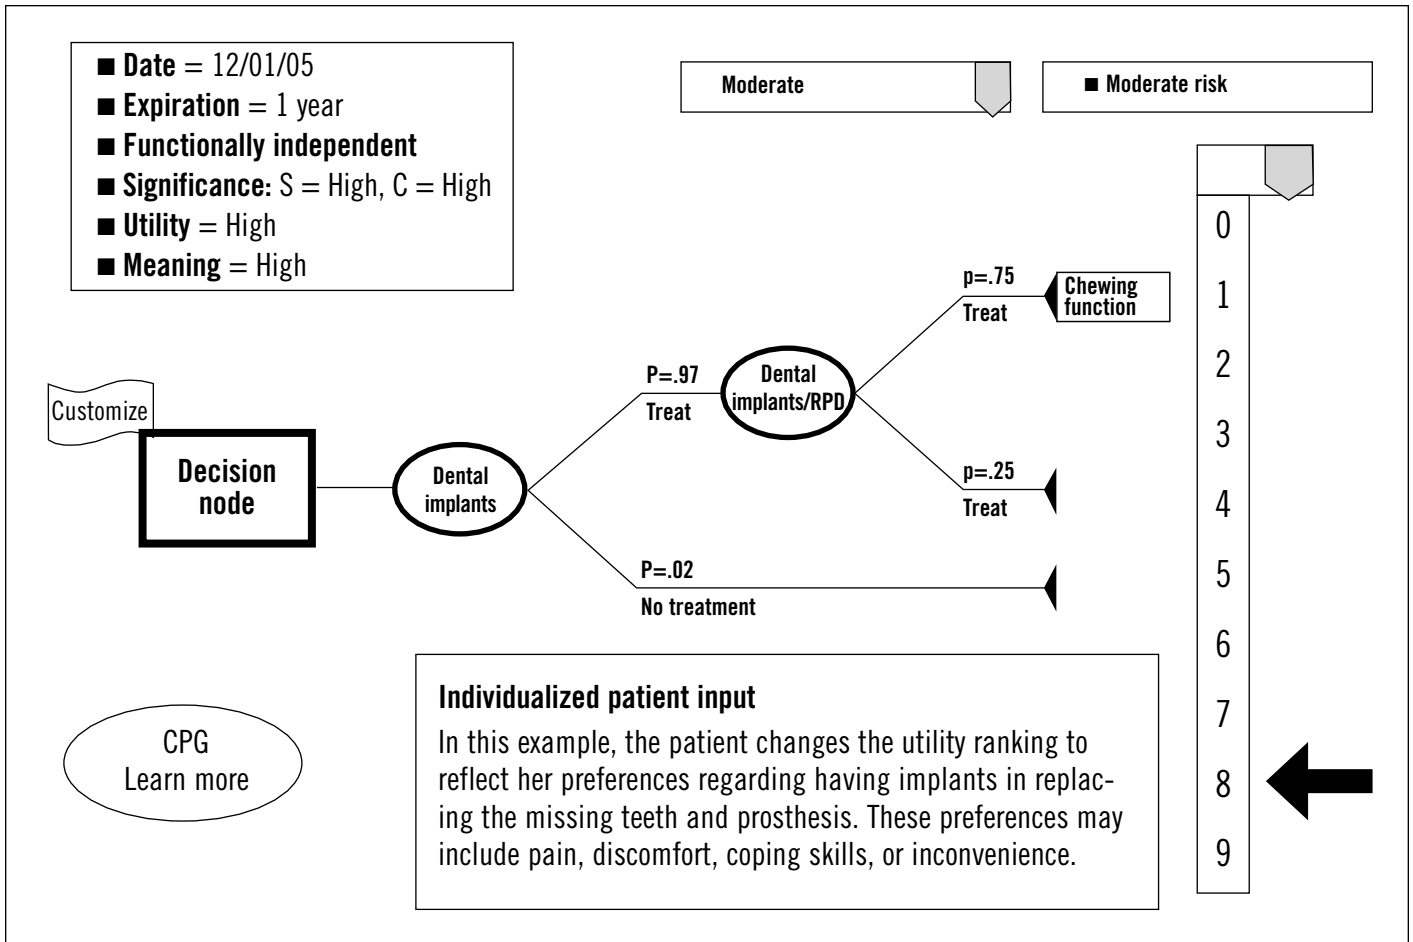 ■ Date = 12/01/05
■ Expiration = 1 year
■ Functionally independent
■ Significance: S = High, C = High
■ Utility = High
■ Meaning = High
Moderate
■ Moderate risk
0
1
2
3
4
5
6
7
8
9
Customize
Decision
node
Dental
implants
P=.97
Treat
Dental
implants/RPD
p=.75
Treat
Chewing
function
p=.25
Treat
P=.02
No treatment
CPG
Learn more
Individualized patient input
In this example, the patient changes the utility ranking to
reflect her preferences regarding having implants in replac-
ing the missing teeth and prosthesis. These preferences may
include pain, discomfort, coping skills, or inconvenience.